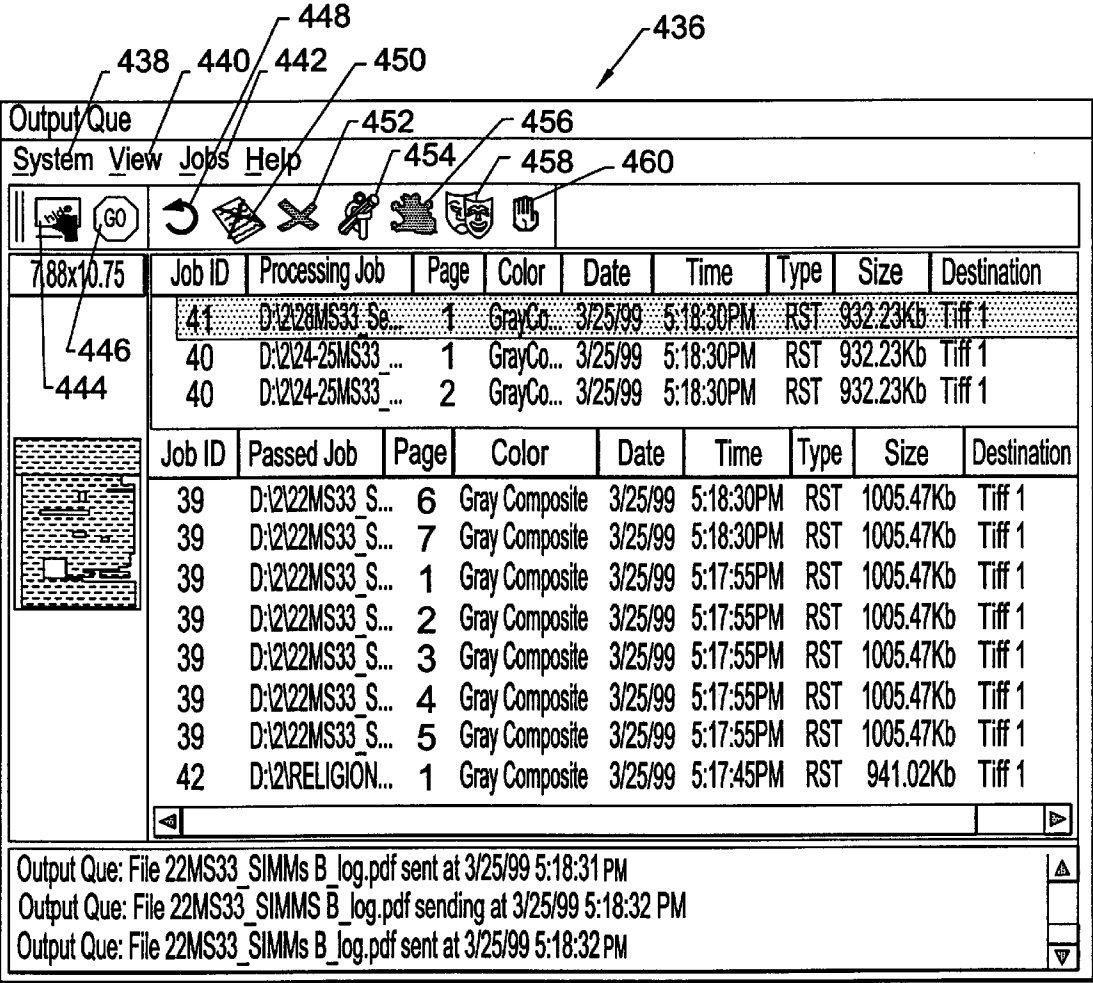 448
436
438 440 442 450
Output Que
452 456
System View Jobs Help
454 458 460
hide GO
7.88x10.75
Job ID Processing Job Page Color Date Time Type Size Destination
41 D:\2\28MS33_Se... 1 GrayCo... 3/25/99 5:18:30PM RST 932.23Kb Tiff 1
40 D:\2\24-25MS33_... 1 GrayCo... 3/25/99 5:18:30PM RST 932.23Kb Tiff 1
40 D:\2\24-25MS33_... 2 GrayCo... 3/25/99 5:18:30PM RST 932.23Kb Tiff 1
446
444
Job ID Passed Job Page Color Date Time Type Size Destination
39 D:\2\22MS33_S... 6 Gray Composite 3/25/99 5:18:30PM RST 1005.47Kb Tiff 1
39 D:\2\22MS33_S... 7 Gray Composite 3/25/99 5:18:30PM RST 1005.47Kb Tiff 1
39 D:\2\22MS33_S... 1 Gray Composite 3/25/99 5:17:55PM RST 1005.47Kb Tiff 1
39 D:\2\22MS33_S... 2 Gray Composite 3/25/99 5:17:55PM RST 1005.47Kb Tiff 1
39 D:\2\22MS33_S... 3 Gray Composite 3/25/99 5:17:55PM RST 1005.47Kb Tiff 1
39 D:\2\22MS33_S... 4 Gray Composite 3/25/99 5:17:55PM RST 1005.47Kb Tiff 1
39 D:\2\22MS33_S... 5 Gray Composite 3/25/99 5:17:55PM RST 1005.47Kb Tiff 1
42 D:\2\RELIGION... 1 Gray Composite 3/25/99 5:17:45PM RST 941.02Kb Tiff 1
Output Que: File 22MS33_SIMMs B_log.pdf sent at 3/25/99 5:18:31 PM
Output Que: File 22MS33_SIMMS B_log.pdf sending at 3/25/99 5:18:32 PM
Output Que: File 22MS33_SIMMs B_log.pdf sent at 3/25/99 5:18:32 PM